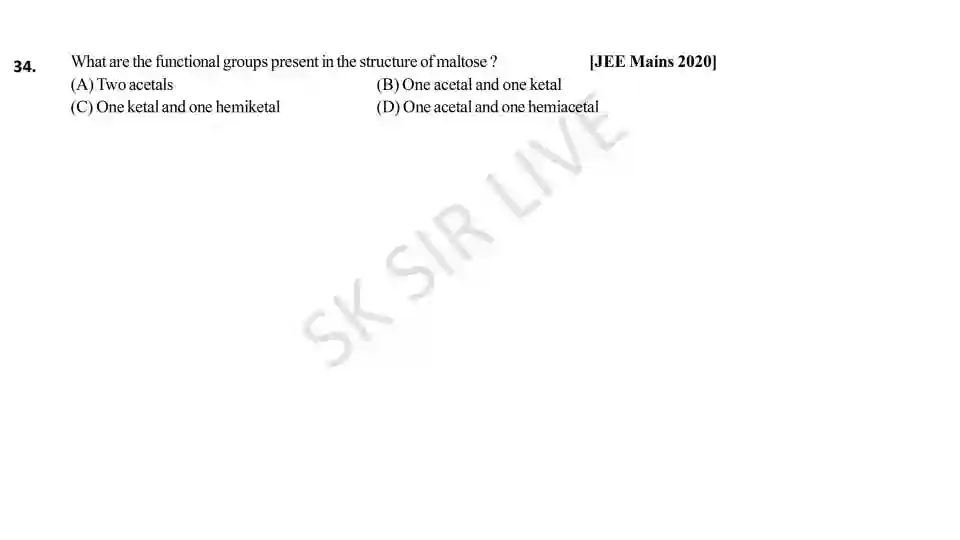 34. What are the functional groups present in the structure of maltose ? [JEE Mains 2020]
(A) Two acetals (B) One acetal and one ketal
(C) One ketal and one hemiketal (D) One acetal and one hemiacetal
SK SIR LIVE